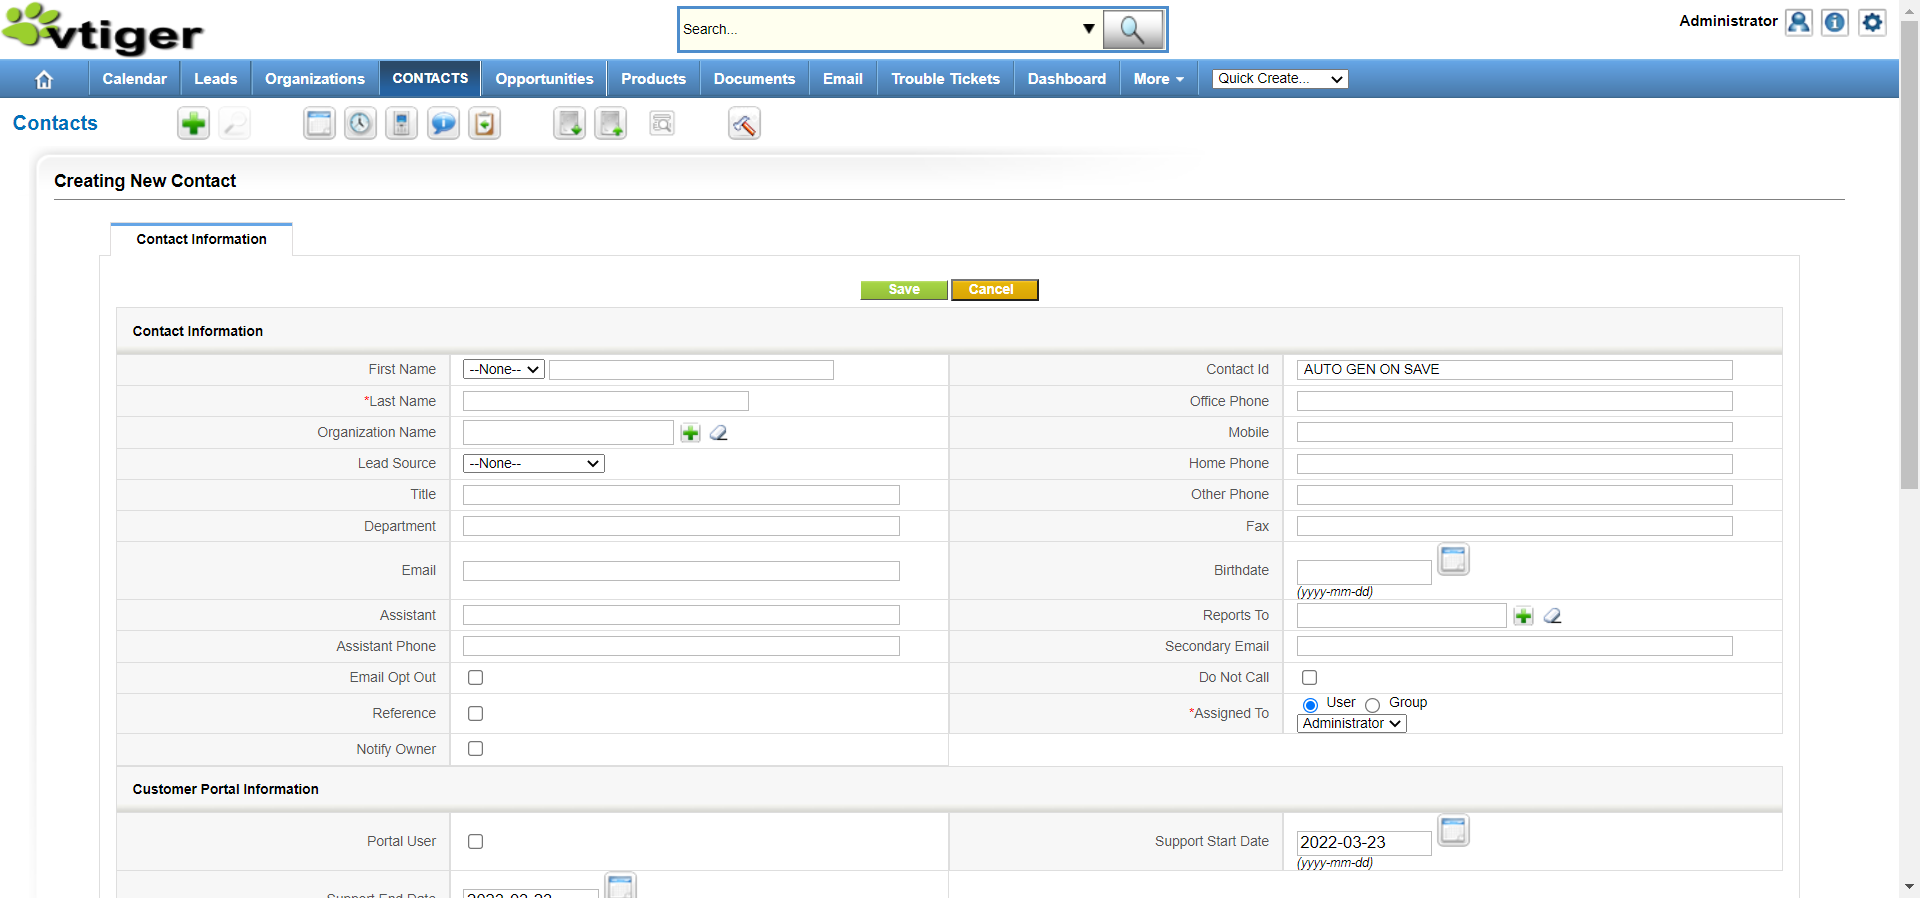 vtiger
Search...
Administrator
Calendar Leads Organizations CONTACTS Opportunities Products Documents Email Trouble Tickets Dashboard More Quick Create...
Contacts
Creating New Contact
Contact Information
Save Cancel
Contact Information
First Name --None-- Contact Id AUTO GEN ON SAVE
*Last Name Office Phone
Organization Name Mobile
Lead Source --None-- Home Phone
Title Other Phone
Department Fax
Email Birthdate
(yyyy-mm-dd)
Assistant Reports To
Assistant Phone Secondary Email
Email Opt Out Do Not Call
Reference *Assigned To User Group
Administrator
Notify Owner
Customer Portal Information
Portal User Support Start Date 2022-03-23
(yyyy-mm-dd)
Support End Date